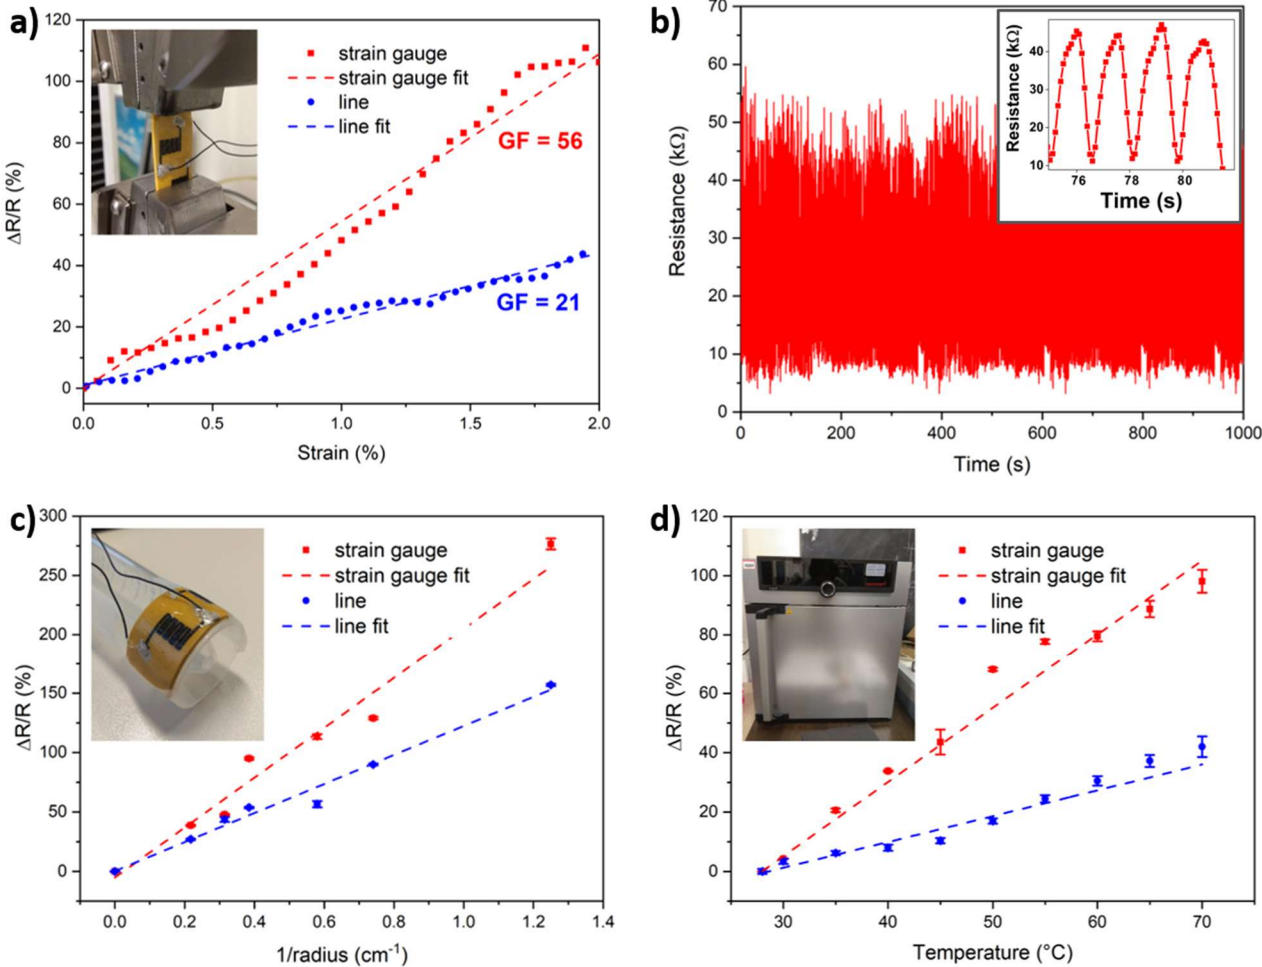 a)
120
100
80
60
40
20
0
ΔR/R (%)
0.0 0.5 1.0 1.5 2.0
Strain (%)
strain gauge
strain gauge fit
line
line fit
GF = 56
GF = 21
b)
70
60
50
40
30
20
10
0
Resistance (kΩ)
0 200 400 600 800 1000
Time (s)
40
30
20
10
Resistance (kΩ)
76 78 80
Time (s)
c)
300
250
200
150
100
50
0
ΔR/R (%)
0.0 0.2 0.4 0.6 0.8 1.0 1.2 1.4
1/radius (cm⁻¹)
strain gauge
strain gauge fit
line
line fit
d)
120
100
80
60
40
20
0
ΔR/R (%)
30 40 50 60 70
Temperature (°C)
strain gauge
strain gauge fit
line
line fit